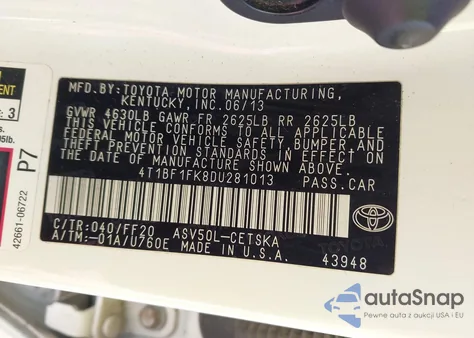 MFD.BY:TOYOTA MOTOR MANUFACTURING,
KENTUCKY,INC.06/13
GVWR 4630LB GAWR FR 2625LB RR 2625LB
THIS VEHICLE CONFORMS TO ALL APPLICABLE
FEDERAL MOTOR VEHICLE SAFETY, BUMPER, AND
THEFT PREVENTION STANDARDS IN EFFECT ON
THE DATE OF MANUFACTURE SHOWN ABOVE.
4T1BF1FK8DU281013 PASS.CAR
C/TR:040/FF20 ASV50L-CETSKA
A/TM:-01A/U760E MADE IN U.S.A.
43948
TOYOTA
: 3
P7
42661-06722
autoSnap
Pewne auta z aukcji USA i EU